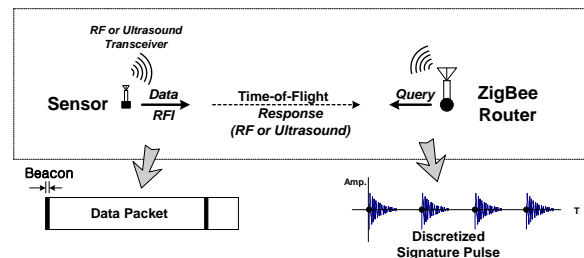 RF or Ultrasound
Transceiver
Sensor
Data
RFI
Time-of-Flight
Response
(RF or Ultrasound)
Query
ZigBee
Router
Beacon
Data Packet
Amp.
T
Discretized
Signature Pulse